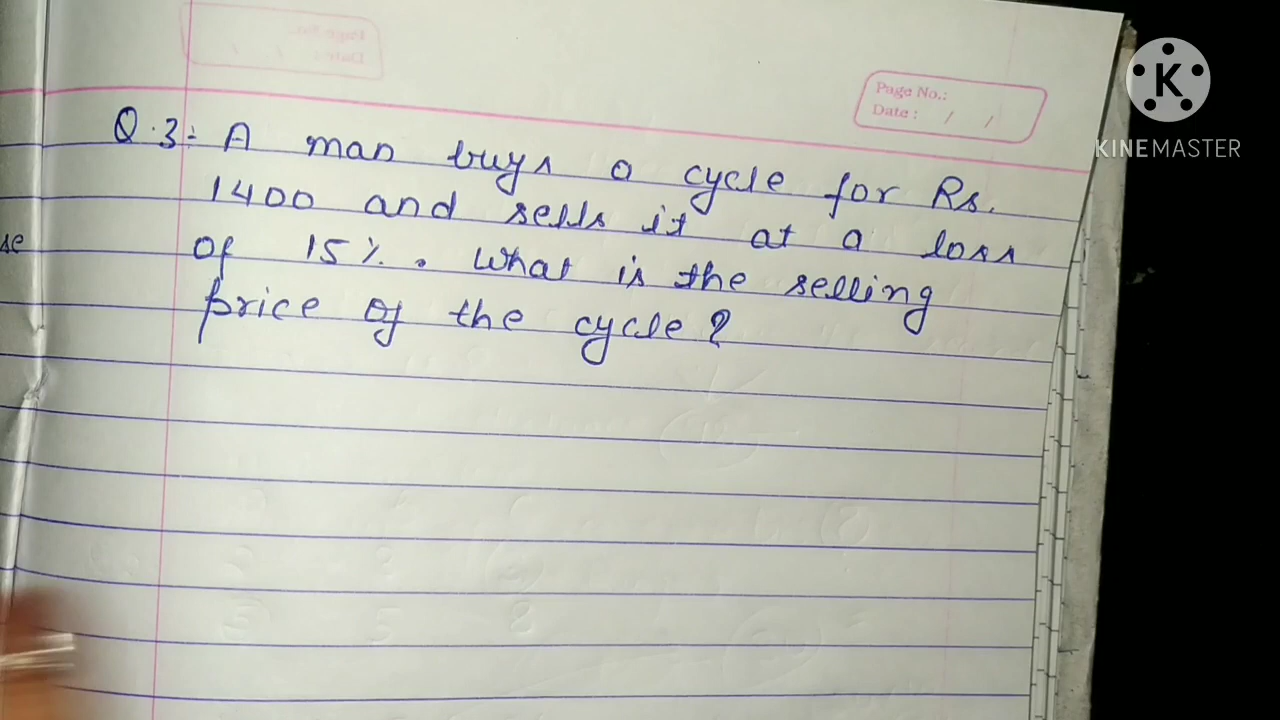 Page No.:
Date : / /
K
KINEMASTER
Q.3:- A man buys a cycle for Rs.
1400 and sells it at a loss
of 15%. What is the selling
price of the cycle?
se